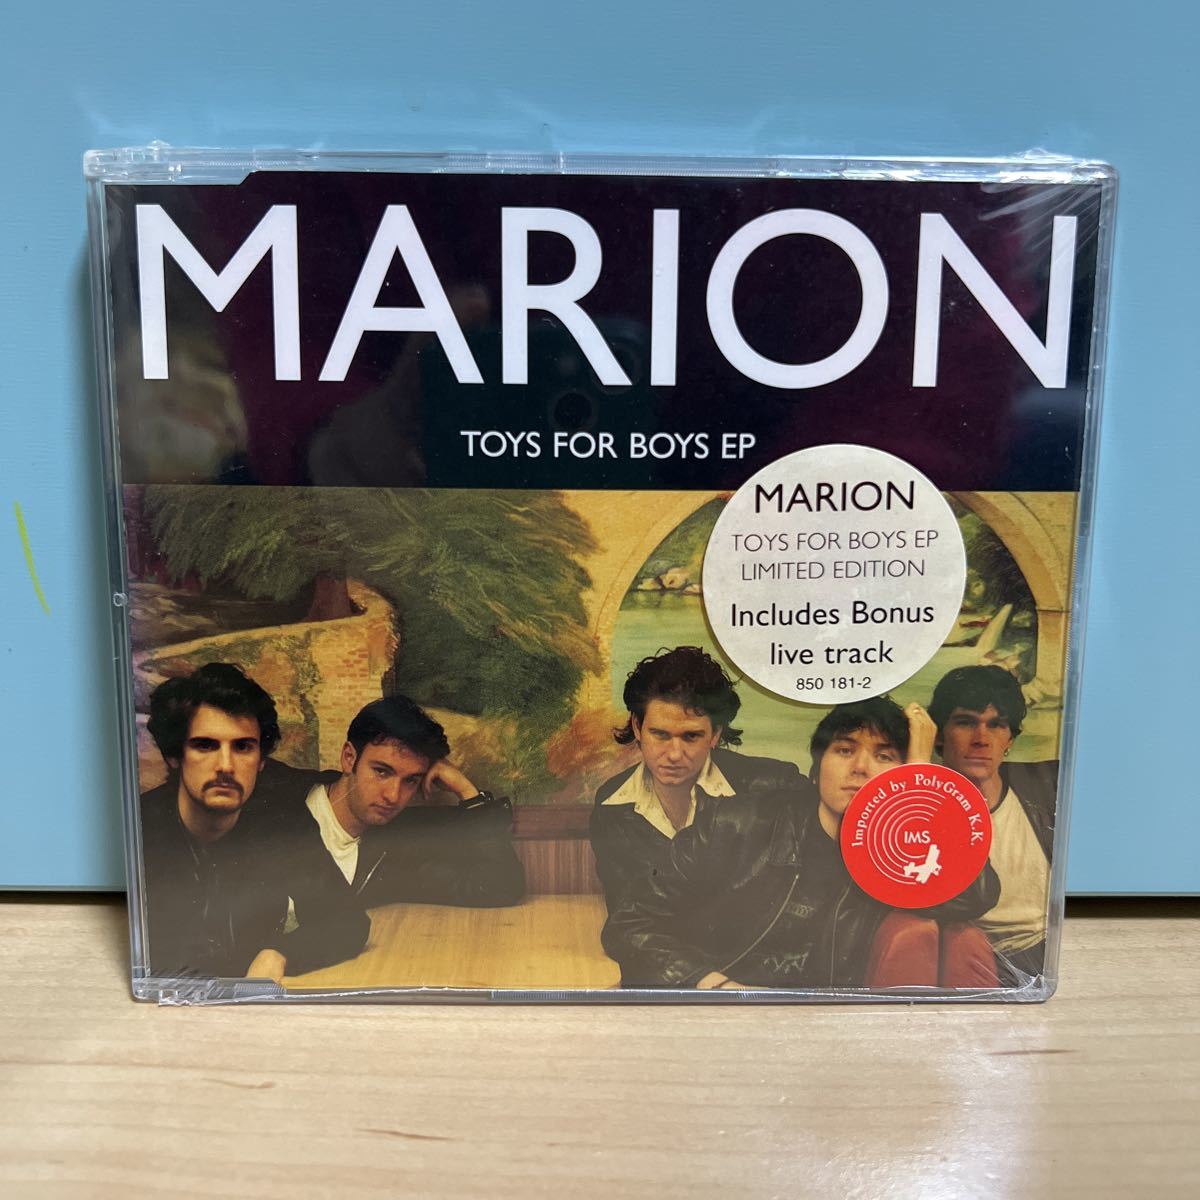 MARION
TOYS FOR BOYS EP
MARION
TOYS FOR BOYS EP
LIMITED EDITION
Includes Bonus
live track
850 181-2
Imported by PolyGram K.K.
IMS